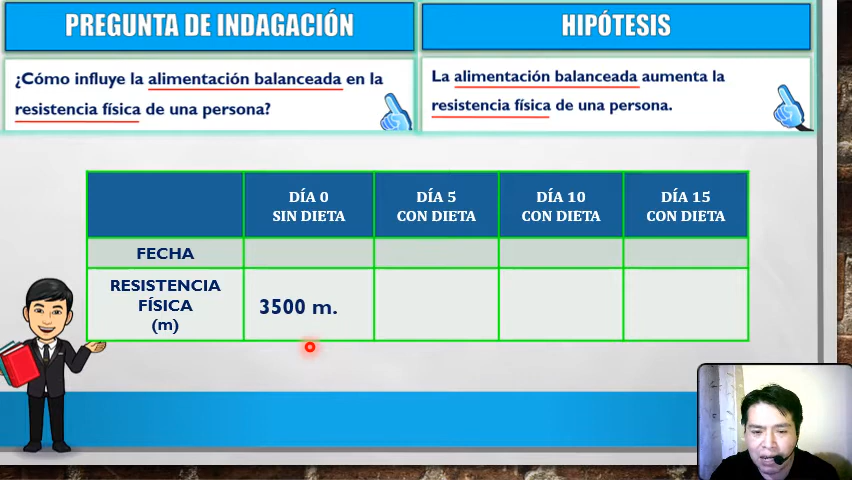 PREGUNTA DE INDAGACIÓN
¿Cómo influye la alimentación balanceada en la
resistencia física de una persona?
HIPÓTESIS
La alimentación balanceada aumenta la
resistencia física de una persona.
DÍA 0
SIN DIETA
DÍA 5
CON DIETA
DÍA 10
CON DIETA
DÍA 15
CON DIETA
FECHA
RESISTENCIA
FÍSICA
(m)
3500 m.